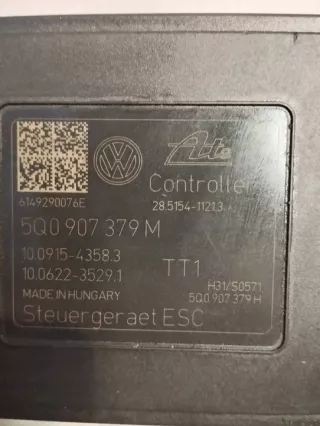 Ate
Controller
6149290076E
28.5154-1121.3
5Q0 907 379 M
10.0915-4358.3
10.0622-3529.1
TT1
H31/S0571
MADE IN HUNGARY
5Q0 907 379 H
Steuergeraet ESC